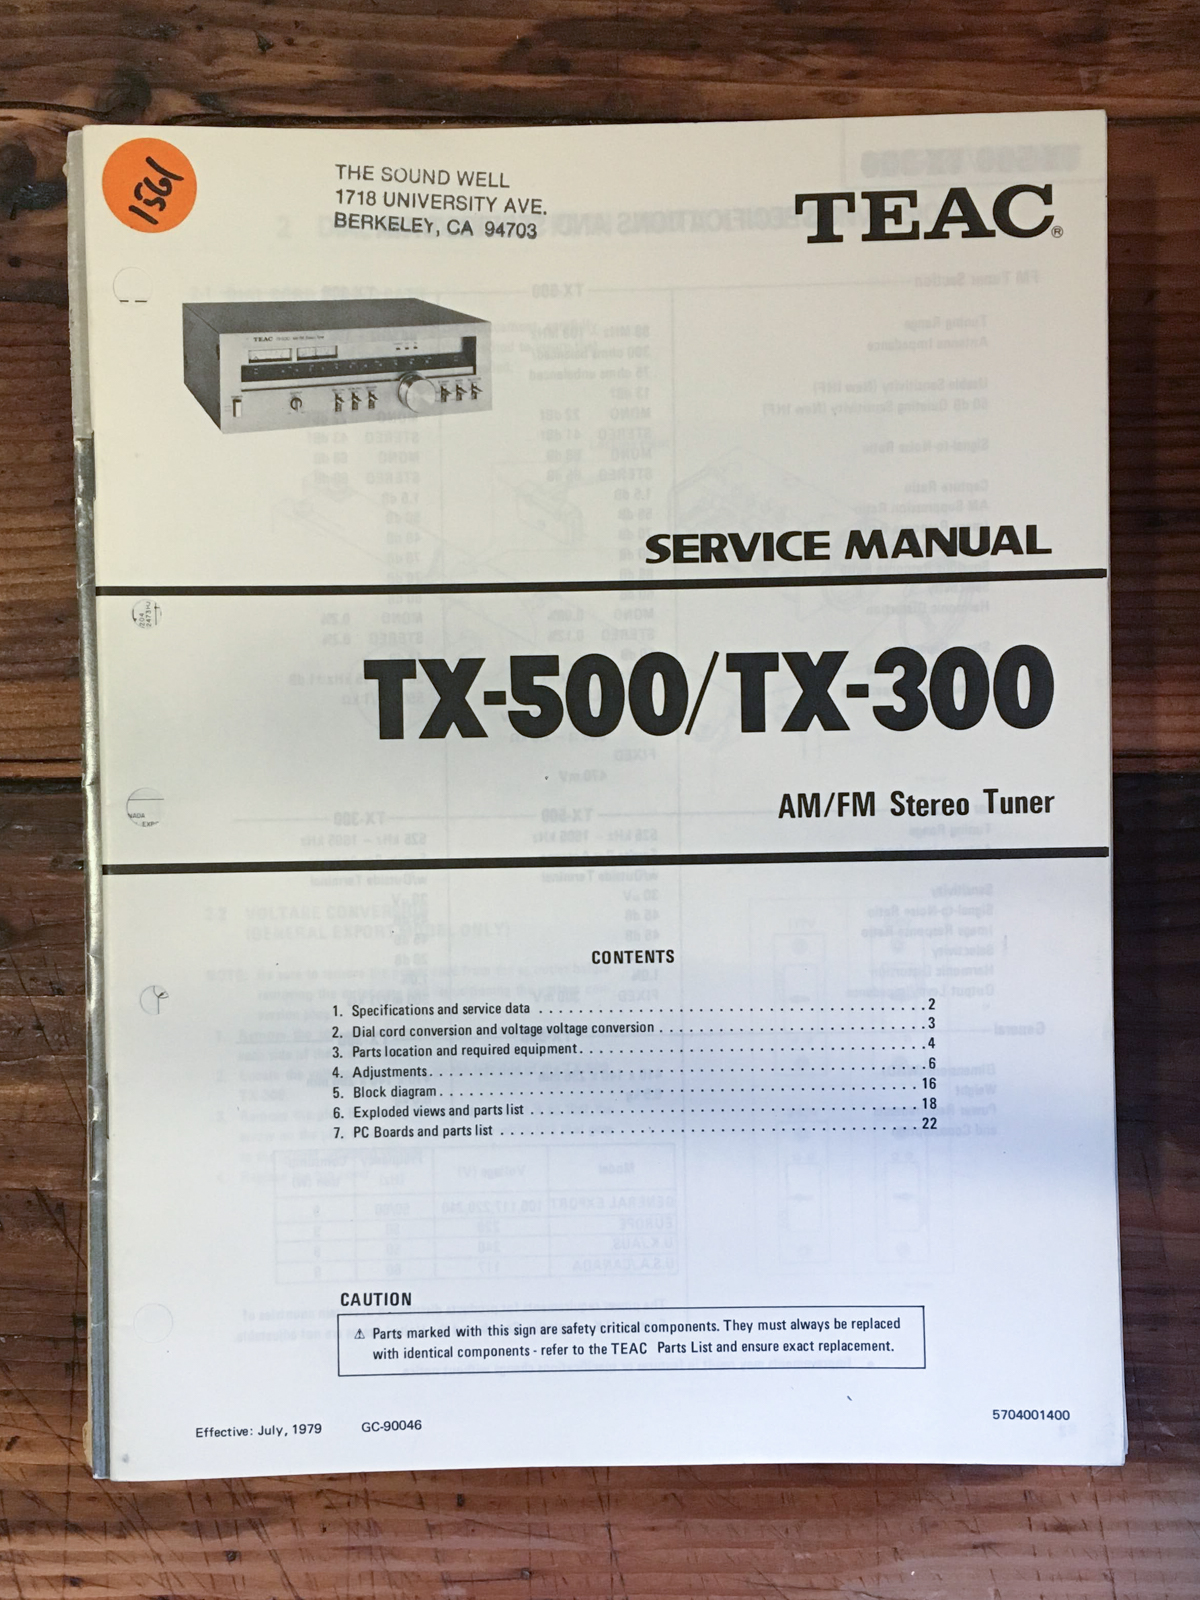 1561
THE SOUND WELL
1718 UNIVERSITY AVE.
BERKELEY, CA 94703
TEAC®
TEAC
SERVICE MANUAL
TX-500/TX-300
AM/FM Stereo Tuner
CONTENTS
1. Specifications and service data . . . . . . . . . . . . . . . . . . . . . . . . . . . . . . . . . . 2
2. Dial cord conversion and voltage voltage conversion . . . . . . . . . . . . . . . . . . . . . . . 3
3. Parts location and required equipment. . . . . . . . . . . . . . . . . . . . . . . . . . . . . . 4
4. Adjustments. . . . . . . . . . . . . . . . . . . . . . . . . . . . . . . . . . . . . . . . . . . 6
5. Block diagram . . . . . . . . . . . . . . . . . . . . . . . . . . . . . . . . . . . . . . . . . 16
6. Exploded views and parts list . . . . . . . . . . . . . . . . . . . . . . . . . . . . . . . . . . 18
7. PC Boards and parts list . . . . . . . . . . . . . . . . . . . . . . . . . . . . . . . . . . . . . 22
CAUTION
⚠ Parts marked with this sign are safety critical components. They must always be replaced
with identical components - refer to the TEAC Parts List and ensure exact replacement.
Effective: July, 1979 GC-90046
5704001400